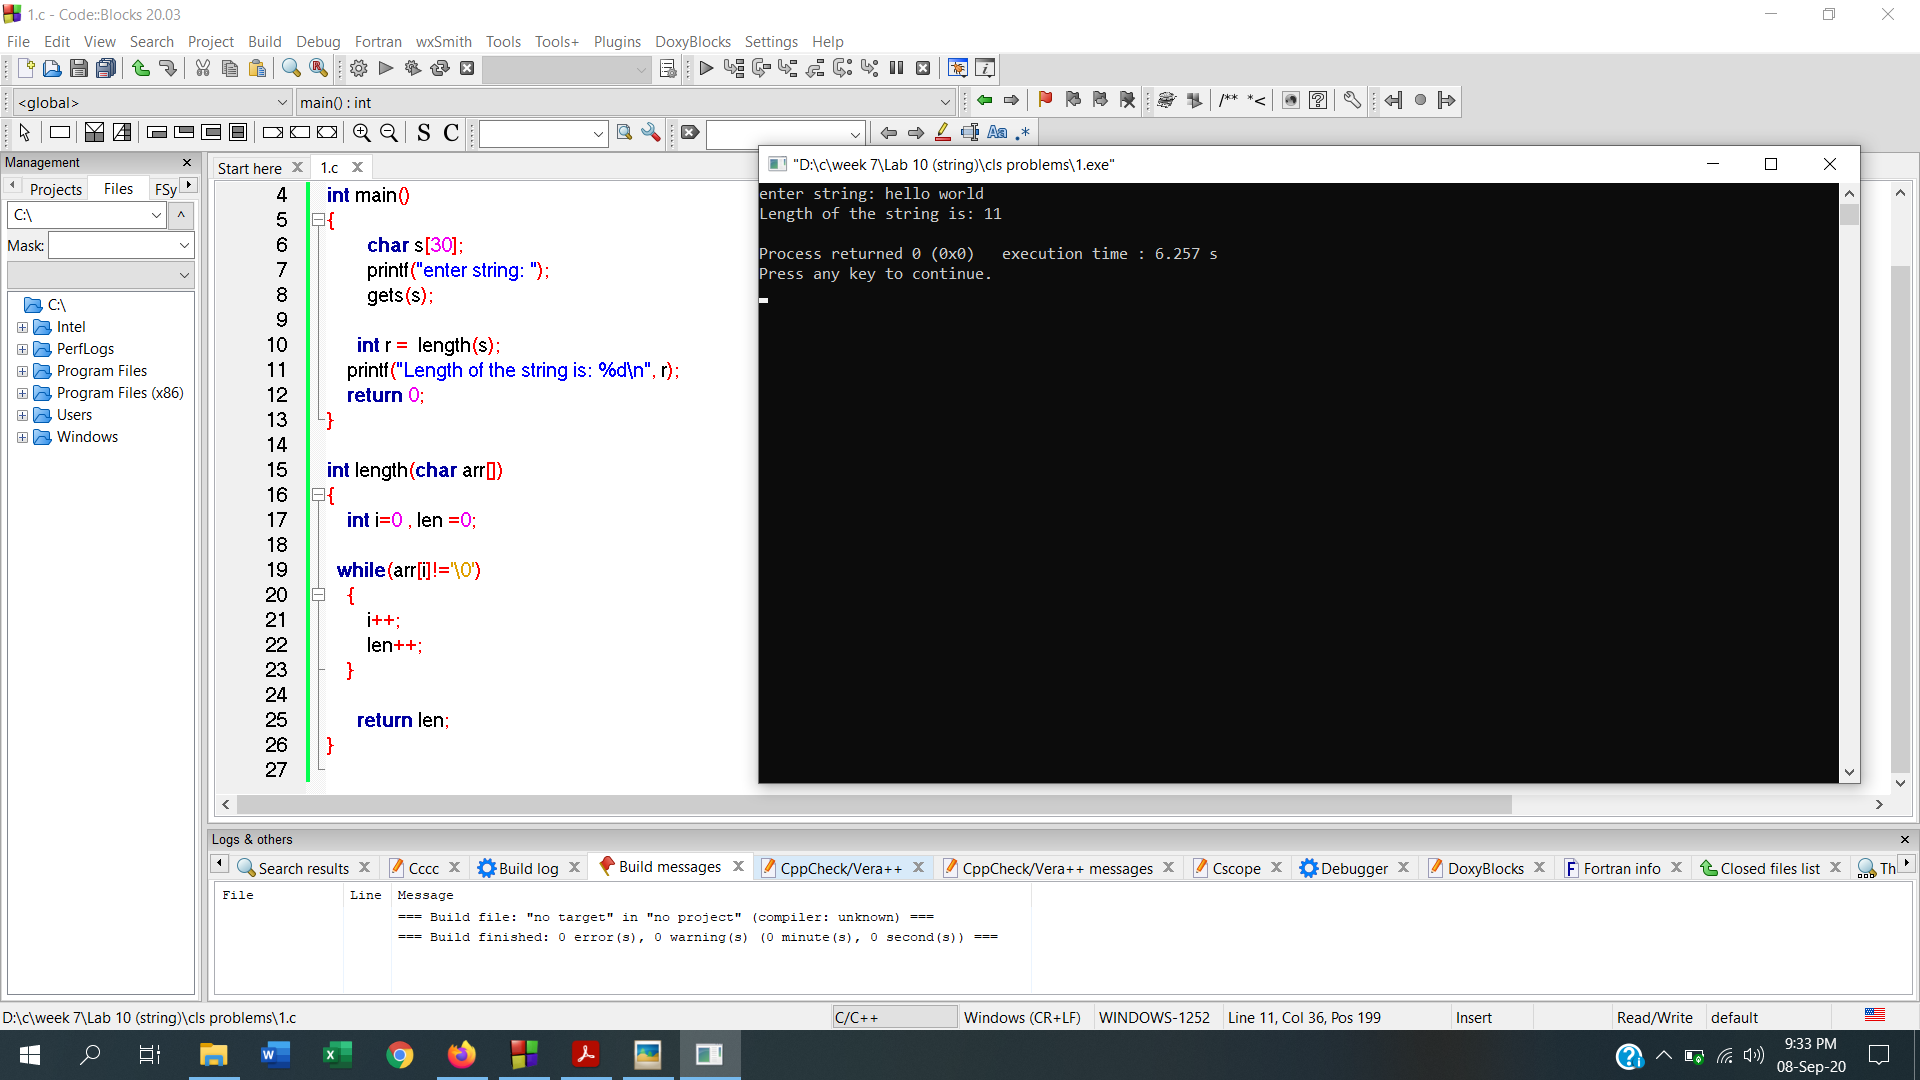 1.c - Code::Blocks 20.03
File Edit View Search Project Build Debug Fortran wxSmith Tools Tools+ Plugins DoxyBlocks Settings Help
<global> main() : int /** *<
S C Aa .*
Management
Projects Files FSy
C:\ ^
Mask:
C:\
Intel
PerfLogs
Program Files
Program Files (x86)
Users
Windows
Start here 1.c
4 int main()
5 {
6 char s[30];
7 printf("enter string: ");
8 gets(s);
9
10 int r = length(s);
11 printf("Length of the string is: %d\n", r);
12 return 0;
13 }
14
15 int length(char arr[])
16 {
17 int i=0 , len =0;
18
19 while(arr[i]!='\0')
20 {
21 i++;
22 len++;
23 }
24
25 return len;
26 }
27
"D:\c\week 7\Lab 10 (string)\cls problems\1.exe"
enter string: hello world
Length of the string is: 11
Process returned 0 (0x0) execution time : 6.257 s
Press any key to continue.
Logs & others
Search results Cccc Build log Build messages CppCheck/Vera++ CppCheck/Vera++ messages Cscope Debugger DoxyBlocks Fortran info Closed files list Th
File Line Message
=== Build file: "no target" in "no project" (compiler: unknown) ===
=== Build finished: 0 error(s), 0 warning(s) (0 minute(s), 0 second(s)) ===
D:\c\week 7\Lab 10 (string)\cls problems\1.c C/C++ Windows (CR+LF) WINDOWS-1252 Line 11, Col 36, Pos 199 Insert Read/Write default
9:33 PM
08-Sep-20